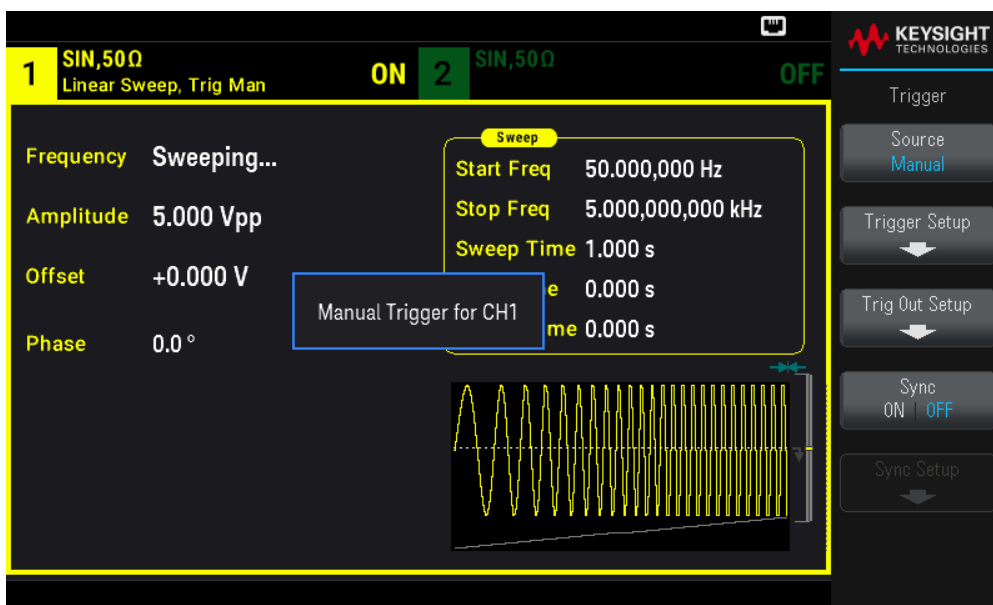 KEYSIGHT
TECHNOLOGIES
1
SIN,50Ω
Linear Sweep, Trig Man
ON
2
SIN,50Ω
OFF
Frequency Sweeping...
Amplitude 5.000 Vpp
Offset +0.000 V
Phase 0.0 °
Sweep
Start Freq 50.000,000 Hz
Stop Freq 5.000,000,000 kHz
Sweep Time 1.000 s
e 0.000 s
me 0.000 s
Manual Trigger for CH1
Trigger
Source
Manual
Trigger Setup
Trig Out Setup
Sync
ON | OFF
Sync Setup